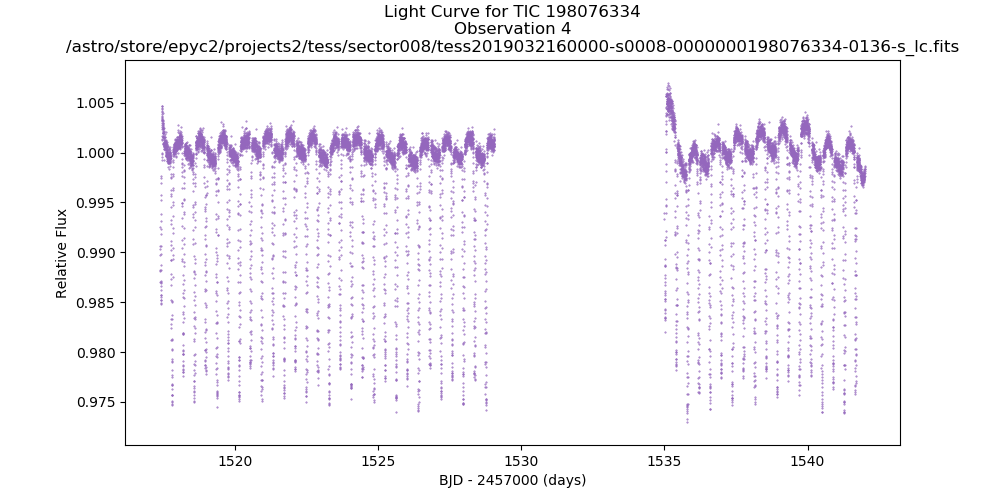 Light Curve for TIC 198076334
Observation 4
/astro/store/epyc2/projects2/tess/sector008/tess2019032160000-s0008-0000000198076334-0136-s_lc.fits
1.005
1.000
0.995
0.990
0.985
0.980
0.975
Relative Flux
1520
1525
1530
1535
1540
BJD - 2457000 (days)